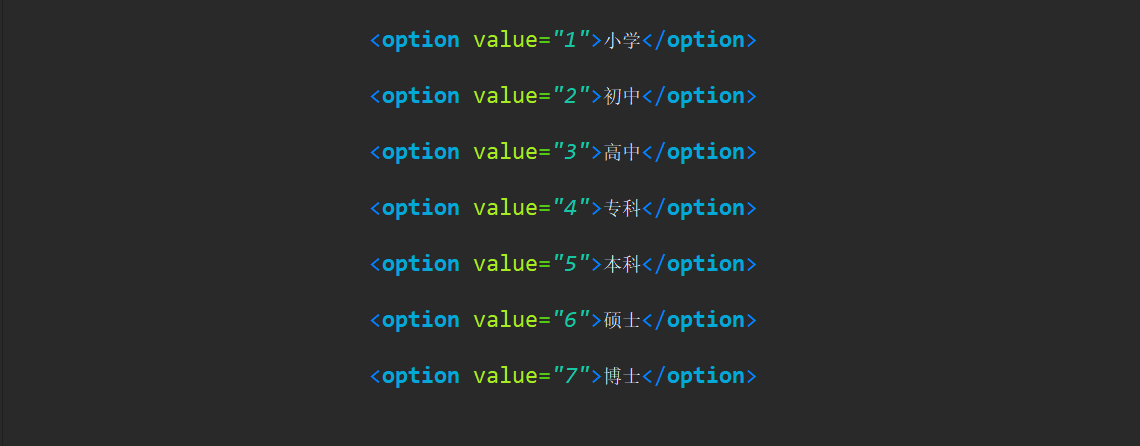 <option value="1">小学</option>
<option value="2">初中</option>
<option value="3">高中</option>
<option value="4">专科</option>
<option value="5">本科</option>
<option value="6">硕士</option>
<option value="7">博士</option>